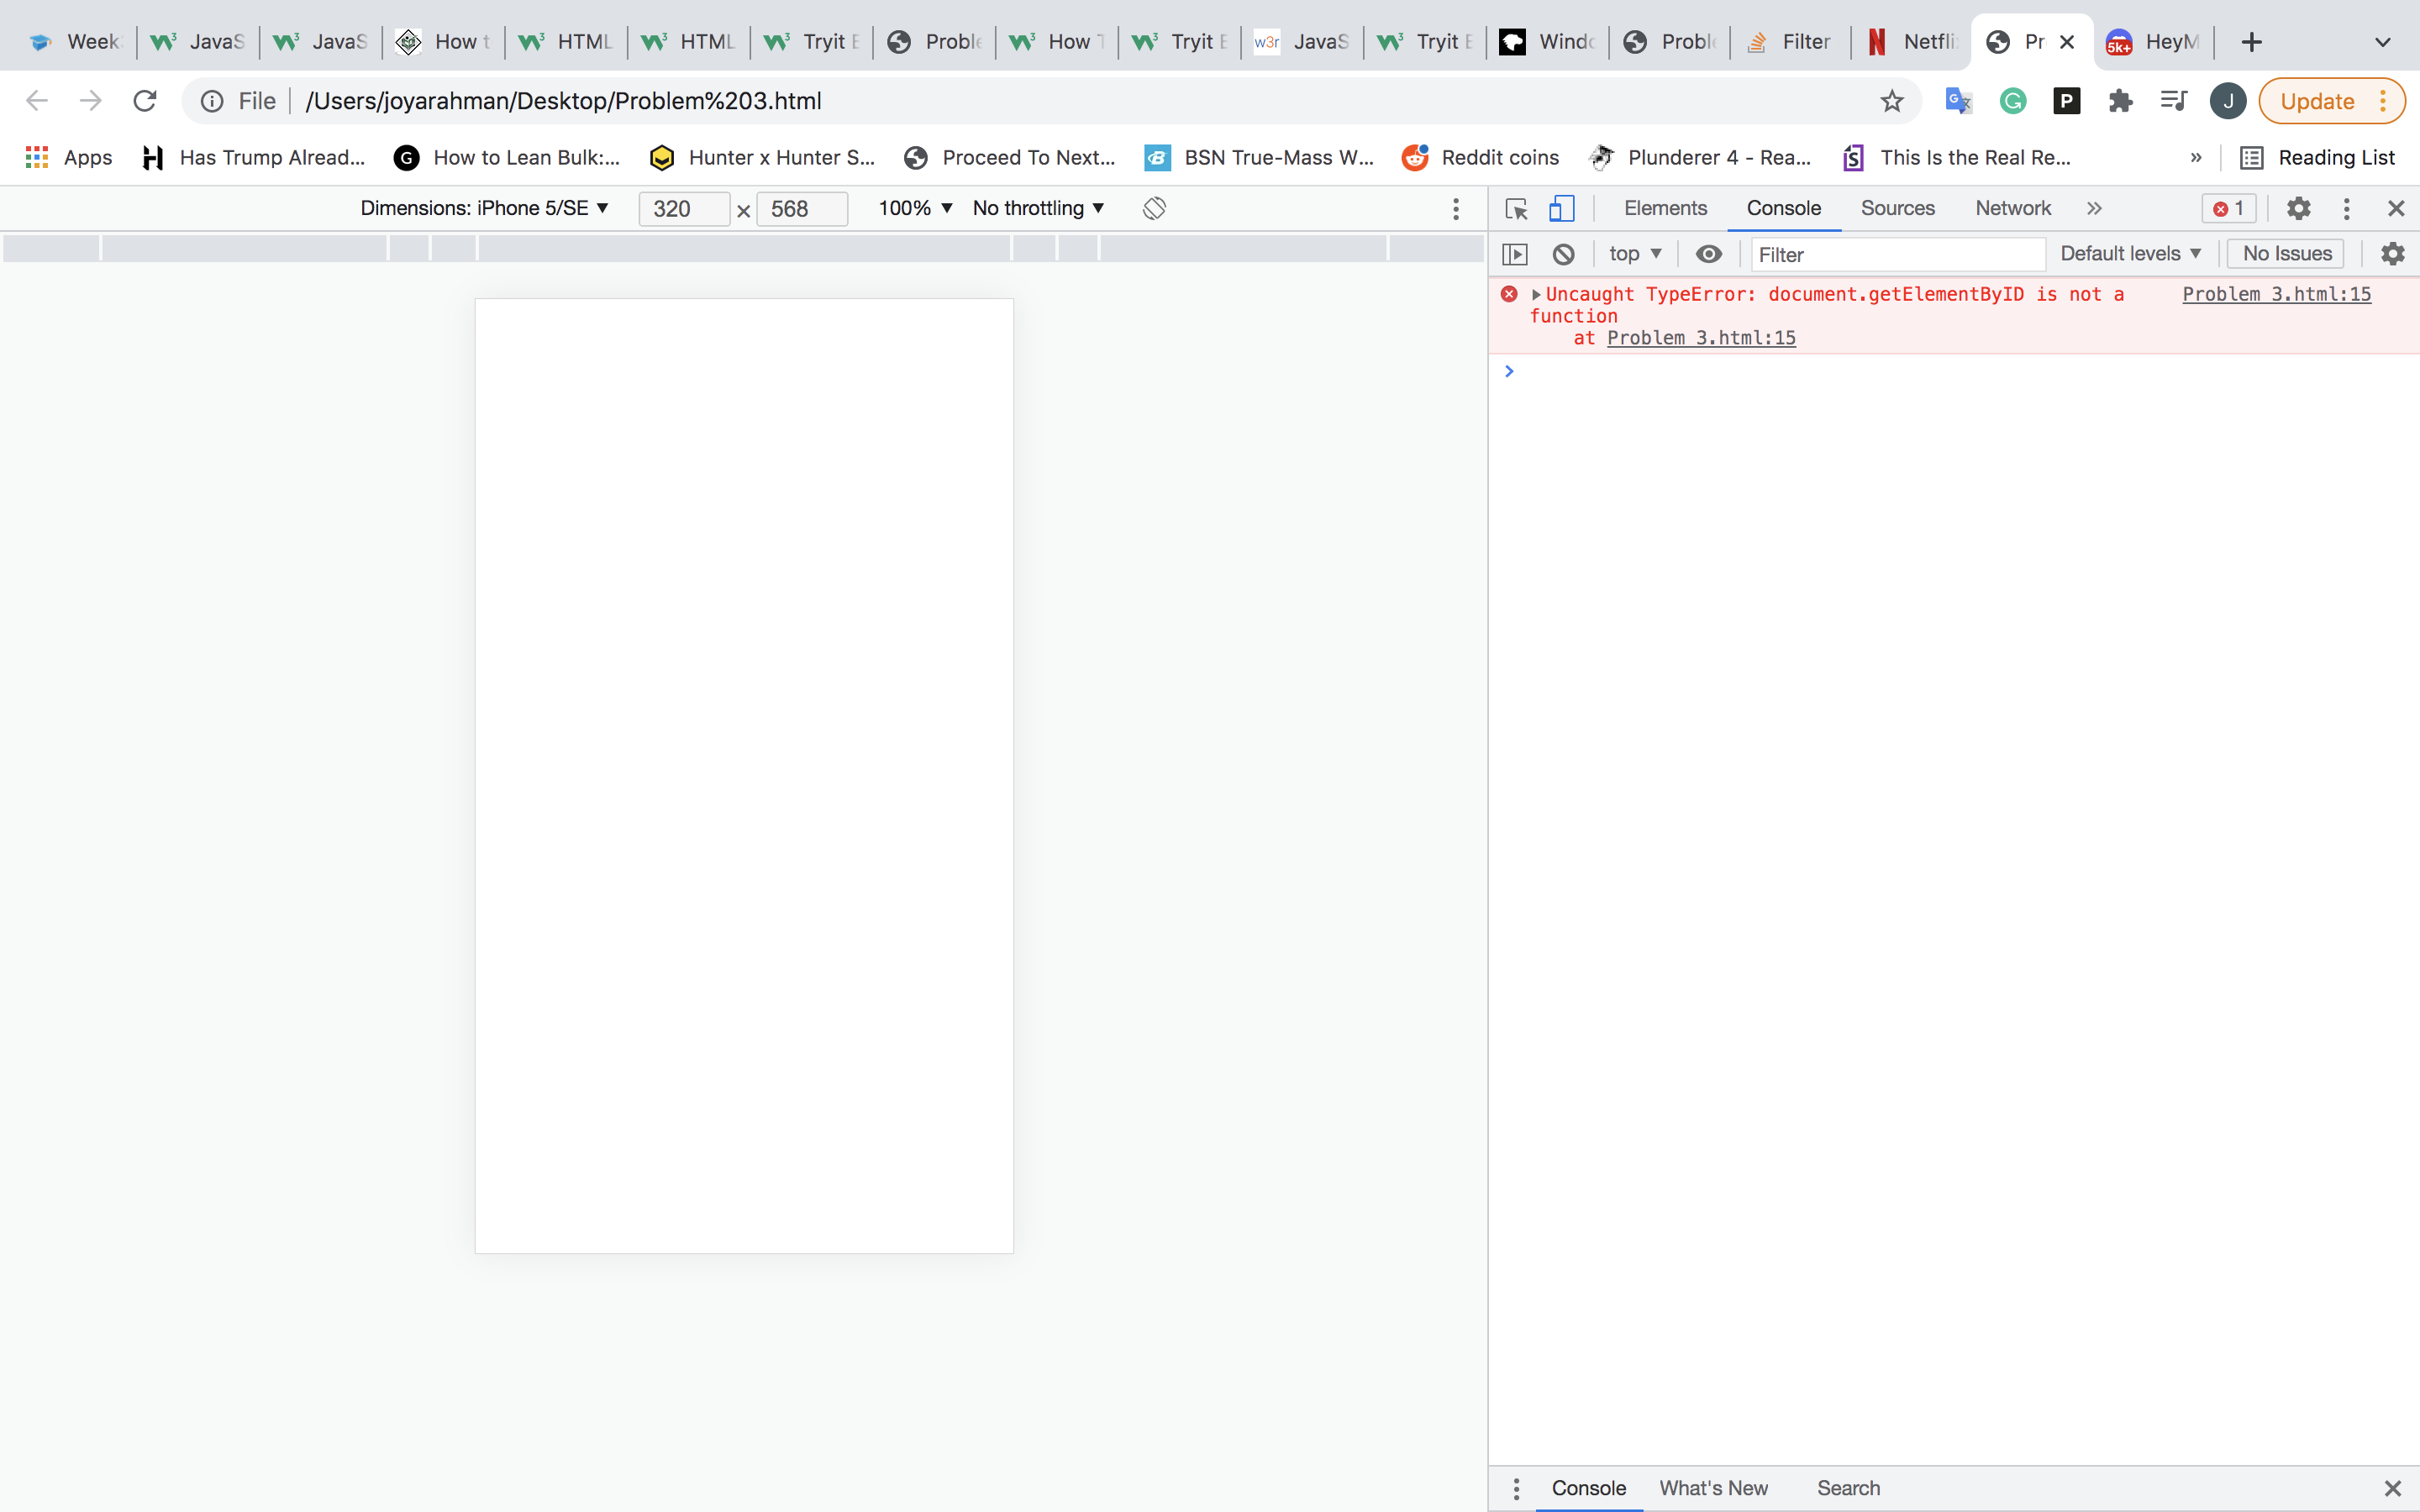 Week JavaS JavaS How t HTML HTML Tryit E Proble How T Tryit E w3r JavaS Tryit E Windo Proble Filter Netfli Pr 5k+ HeyM
File /Users/joyarahman/Desktop/Problem%203.html J Update
Apps Has Trump Alread... How to Lean Bulk:... Hunter x Hunter S... Proceed To Next... BSN True-Mass W... Reddit coins Plunderer 4 - Rea... This Is the Real Re... » Reading List
Dimensions: iPhone 5/SE 320 × 568 100% No throttling Elements Console Sources Network » 1
top Filter Default levels No Issues
Uncaught TypeError: document.getElementByID is not a Problem 3.html:15
function
at Problem 3.html:15
Console What's New Search